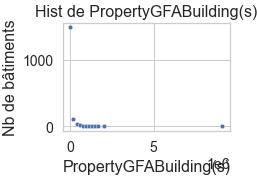 Hist de PropertyGFABuilding(s)
Nb de bâtiments
1000
0
0
5
1e6
PropertyGFABuilding(s)